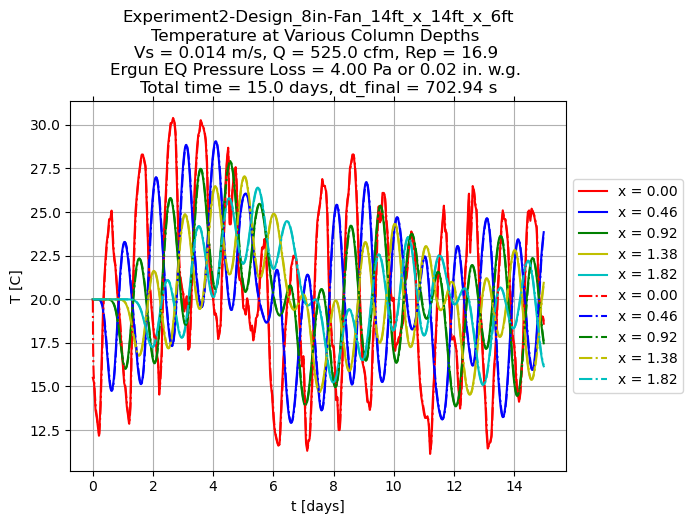 Experiment2-Design_8in-Fan_14ft_x_14ft_x_6ft
Temperature at Various Column Depths
Vs = 0.014 m/s, Q = 525.0 cfm, Rep = 16.9
Ergun EQ Pressure Loss = 4.00 Pa or 0.02 in. w.g.
Total time = 15.0 days, dt_final = 702.94 s
30.0
27.5
25.0
22.5
20.0
17.5
15.0
12.5
T [C]
0 2 4 6 8 10 12 14
t [days]
x = 0.00
x = 0.46
x = 0.92
x = 1.38
x = 1.82
x = 0.00
x = 0.46
x = 0.92
x = 1.38
x = 1.82